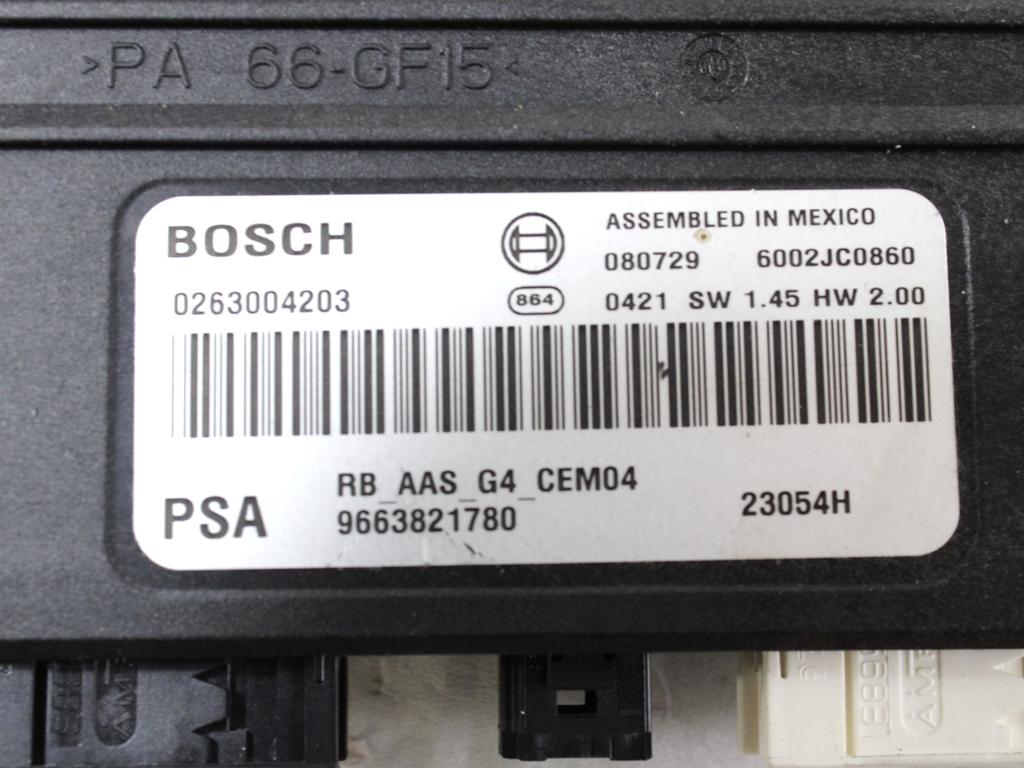 >PA 66-GF15<
BOSCH
ASSEMBLED IN MEXICO
080729 6002JC0860
0263004203
864
0421 SW 1.45 HW 2.00
RB_AAS_G4_CEM04
PSA
9663821780
23054H
AMP